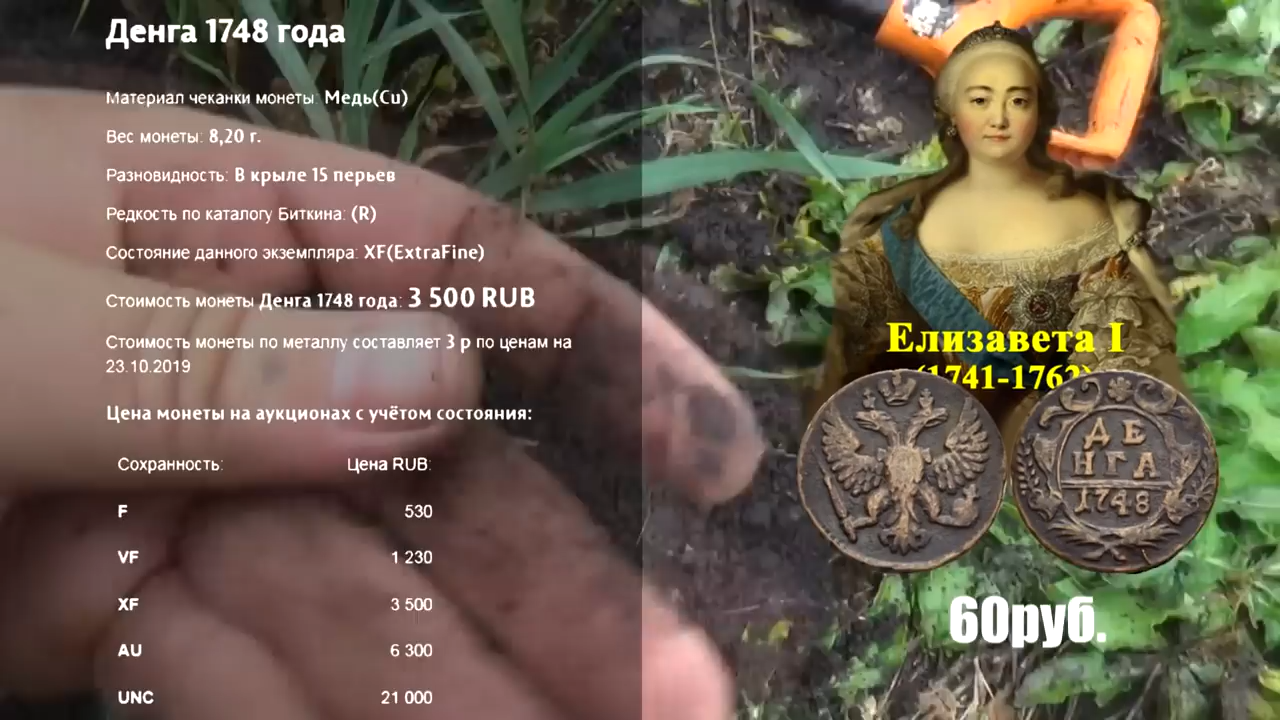 Денга 1748 года
Материал чеканки монеты: Медь(Cu)
Вес монеты: 8,20 г.
Разновидность: В крыле 15 перьев
Редкость по каталогу Биткина: (R)
Состояние данного экземпляра: XF(ExtraFine)
Стоимость монеты Денга 1748 года: 3 500 RUB
Стоимость монеты по металлу составляет 3 р по ценам на
23.10.2019
Цена монеты на аукционах с учётом состояния:
Сохранность: Цена RUB:
F 530
VF 1 230
XF 3 500
AU 6 300
UNC 21 000
Елизавета I
(1741-1762)
ДЕ
НГА
1748
60руб.